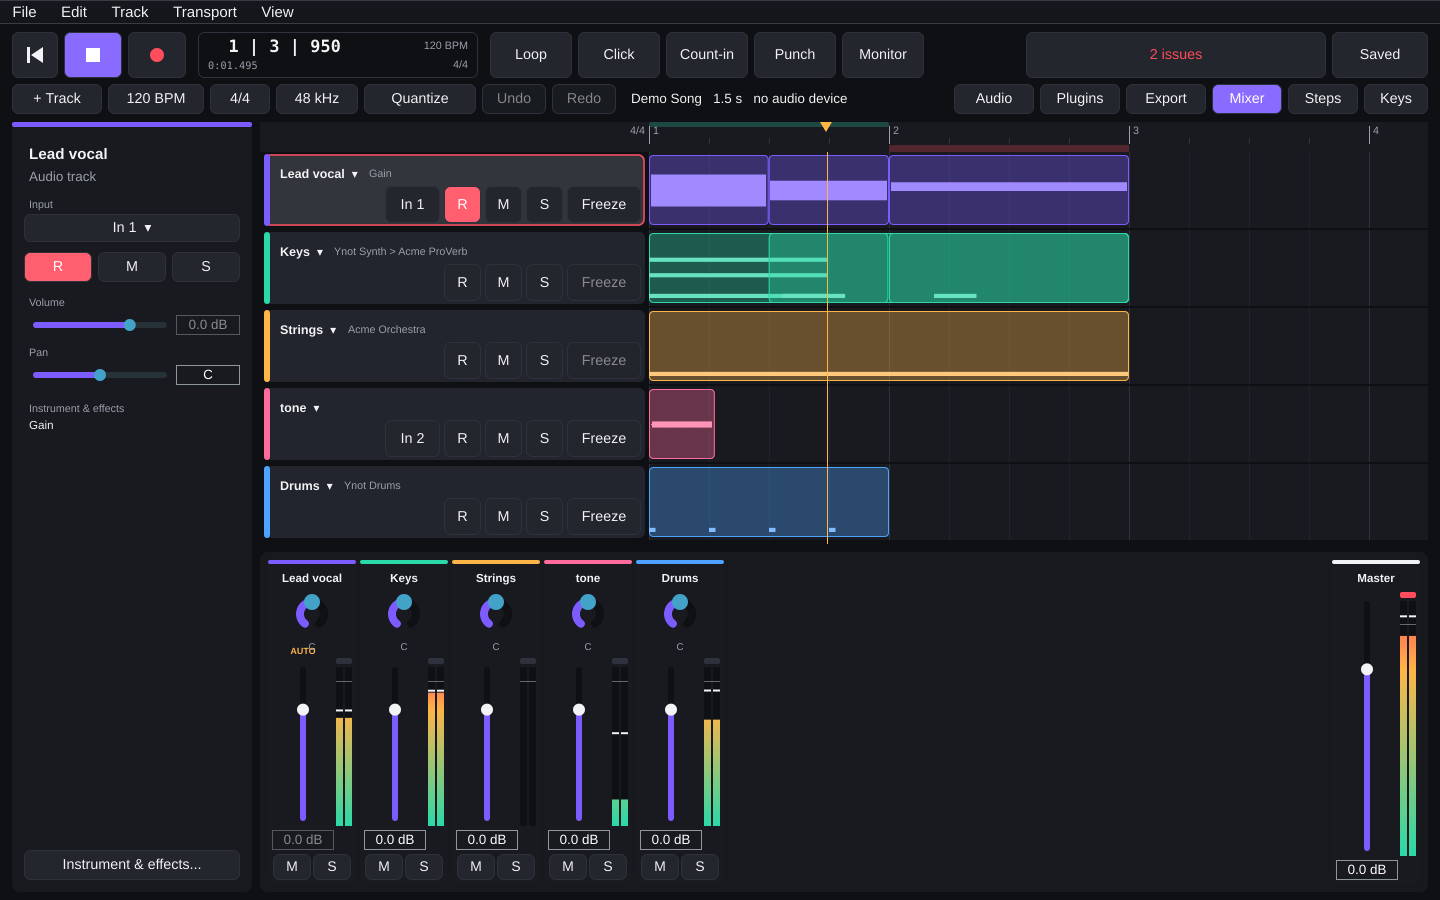 File Edit Track Transport View
1 | 3 | 950 120 BPM
0:01.495 4/4
Loop Click Count-in Punch Monitor 2 issues Saved
+ Track 120 BPM 4/4 48 kHz Quantize Undo Redo Demo Song 1.5 s no audio device Audio Plugins Export Mixer Steps Keys
Lead vocal
Audio track
Input
In 1 ▼
R M S
Volume
0.0 dB
Pan
C
Instrument & effects
Gain
Instrument & effects...
4/4 1 2 3 4
Lead vocal ▼ Gain
In 1 R M S Freeze
Keys ▼ Ynot Synth > Acme ProVerb
R M S Freeze
Strings ▼ Acme Orchestra
R M S Freeze
tone ▼
In 2 R M S Freeze
Drums ▼ Ynot Drums
R M S Freeze
Lead vocal Keys Strings tone Drums Master
C C C C C
AUTO
0.0 dB 0.0 dB 0.0 dB 0.0 dB 0.0 dB
M S M S M S M S M S
0.0 dB